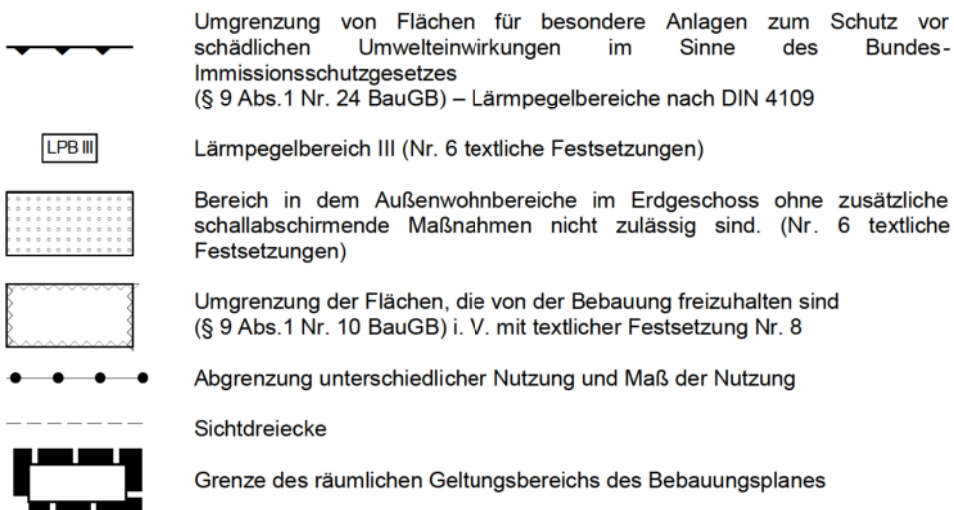 Umgrenzung von Flächen für besondere Anlagen zum Schutz vor
schädlichen Umwelteinwirkungen im Sinne des Bundes-
Immissionsschutzgesetzes
(§ 9 Abs.1 Nr. 24 BauGB) – Lärmpegelbereiche nach DIN 4109
LPB III
Lärmpegelbereich III (Nr. 6 textliche Festsetzungen)
Bereich in dem Außenwohnbereiche im Erdgeschoss ohne zusätzliche
schallabschirmende Maßnahmen nicht zulässig sind. (Nr. 6 textliche
Festsetzungen)
Umgrenzung der Flächen, die von der Bebauung freizuhalten sind
(§ 9 Abs.1 Nr. 10 BauGB) i. V. mit textlicher Festsetzung Nr. 8
Abgrenzung unterschiedlicher Nutzung und Maß der Nutzung
Sichtdreiecke
Grenze des räumlichen Geltungsbereichs des Bebauungsplanes